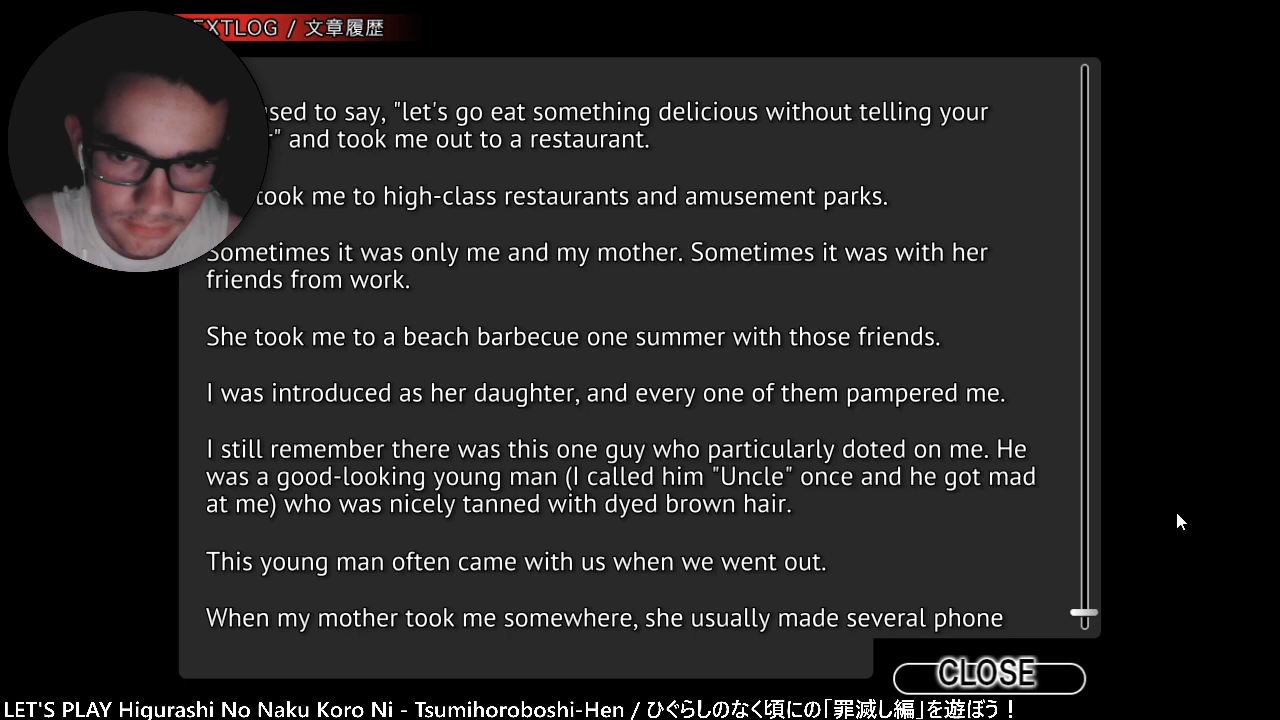 EXTLOG / 文章履歴
used to say, "let's go eat something delicious without telling your
" and took me out to a restaurant.
took me to high-class restaurants and amusement parks.
Sometimes it was only me and my mother. Sometimes it was with her
friends from work.
She took me to a beach barbecue one summer with those friends.
I was introduced as her daughter, and every one of them pampered me.
I still remember there was this one guy who particularly doted on me. He
was a good-looking young man (I called him "Uncle" once and he got mad
at me) who was nicely tanned with dyed brown hair.
This young man often came with us when we went out.
When my mother took me somewhere, she usually made several phone
CLOSE
LET'S PLAY Higurashi No Naku Koro Ni - Tsumihoroboshi-Hen / ひぐらしのなく頃にの「罪滅し編」を遊ぼう！